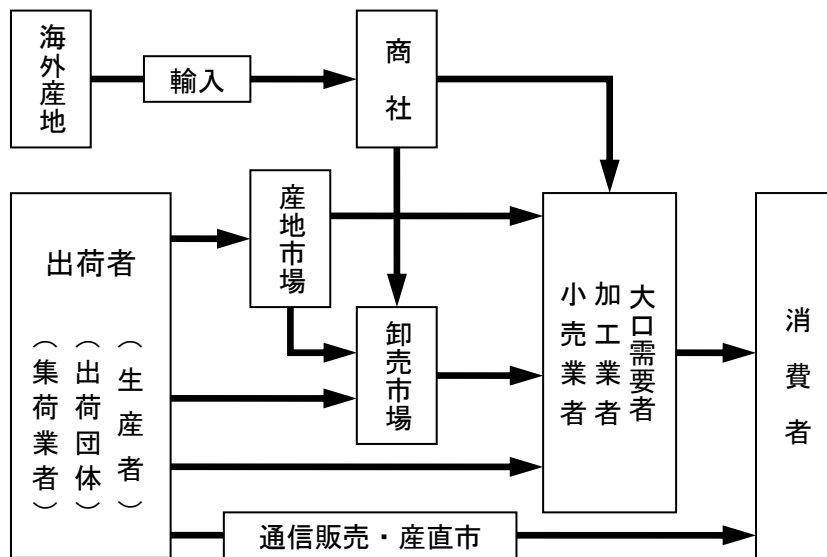 海外産地
輸入
商社
出荷者
（生産者）
（出荷団体）
（集荷業者）
産地市場
卸売市場
大口需要者
加工業者
小売業者
消費者
通信販売・産直市